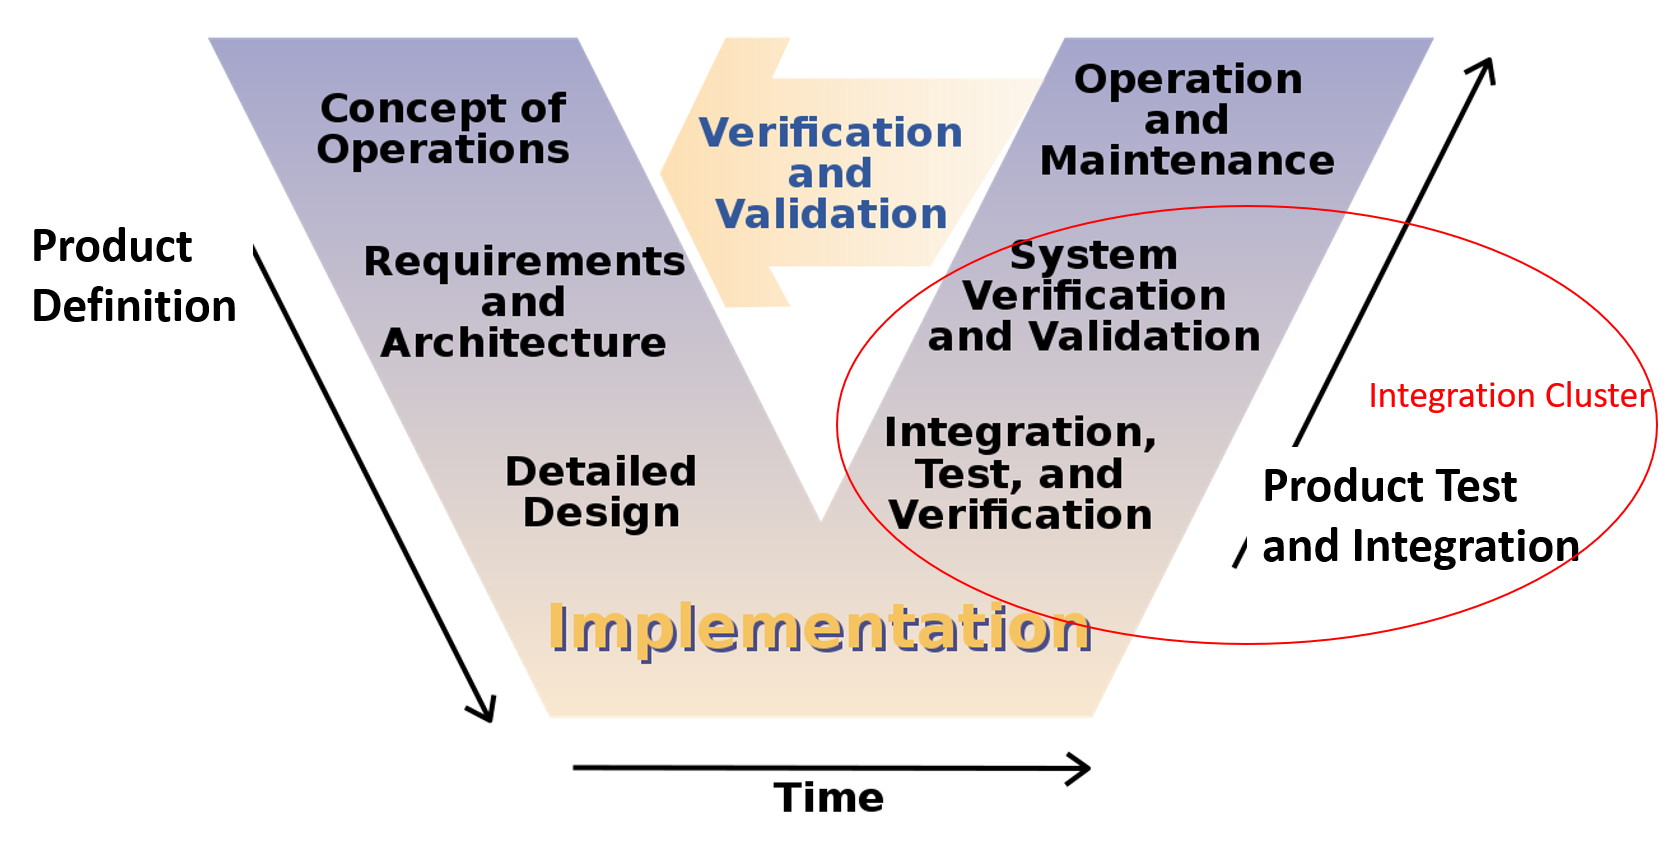 Concept of
Operations
Verification
and
Validation
Operation
and
Maintenance
Product
Definition
Requirements
and
Architecture
System
Verification
and Validation
Integration Cluster
Detailed
Design
Integration,
Test, and
Verification
Product Test
and Integration
Implementation
Time